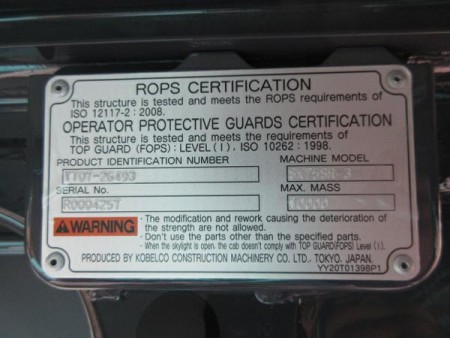 ROPS CERTIFICATION
This structure is tested and meets the ROPS requirements of
ISO 12117-2 : 2008.
OPERATOR PROTECTIVE GUARDS CERTIFICATION
This structure is tested and meets the requirements of
TOP GUARD (FOPS) : LEVEL ( I ) , ISO 10262 : 1998.
PRODUCT IDENTIFICATION NUMBER MACHINE MODEL
SERIAL No. MAX. MASS
WARNING
· The modification and rework causing the deterioration of
the strength are not allowed.
· Don't use the parts other than the specified parts.
· When the skylight is open, the cab doesn't comply with TOP GUARD(FOPS) Level ( I ).
PRODUCED BY KOBELCO CONSTRUCTION MACHINERY CO. LTD., TOKYO, JAPAN.
YY20T01398P1